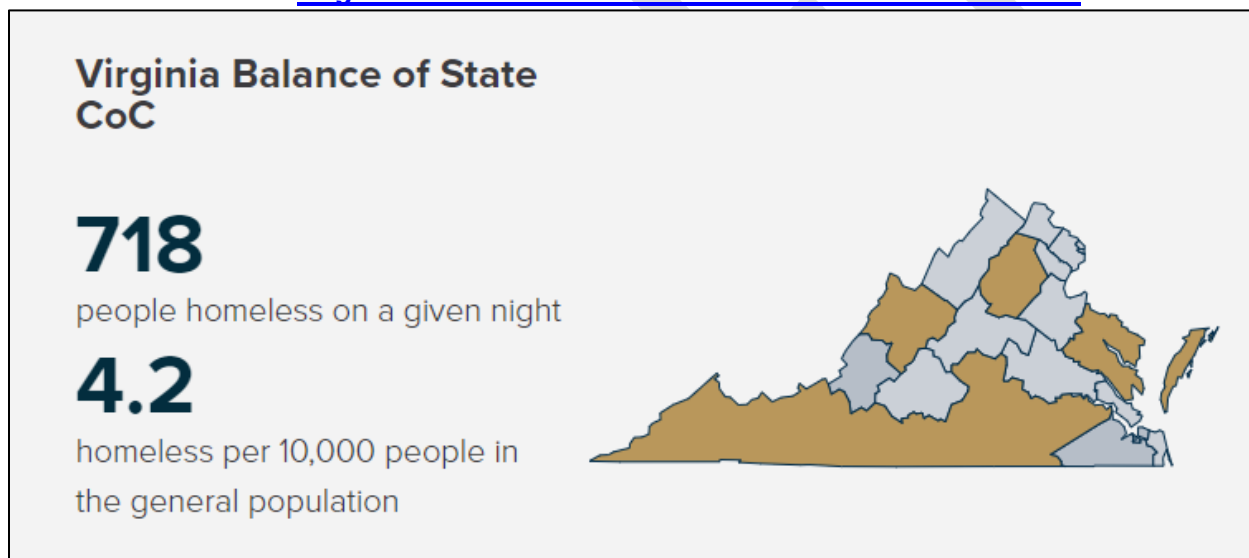 Virginia Balance of State
CoC
718
people homeless on a given night
4.2
homeless per 10,000 people in
the general population